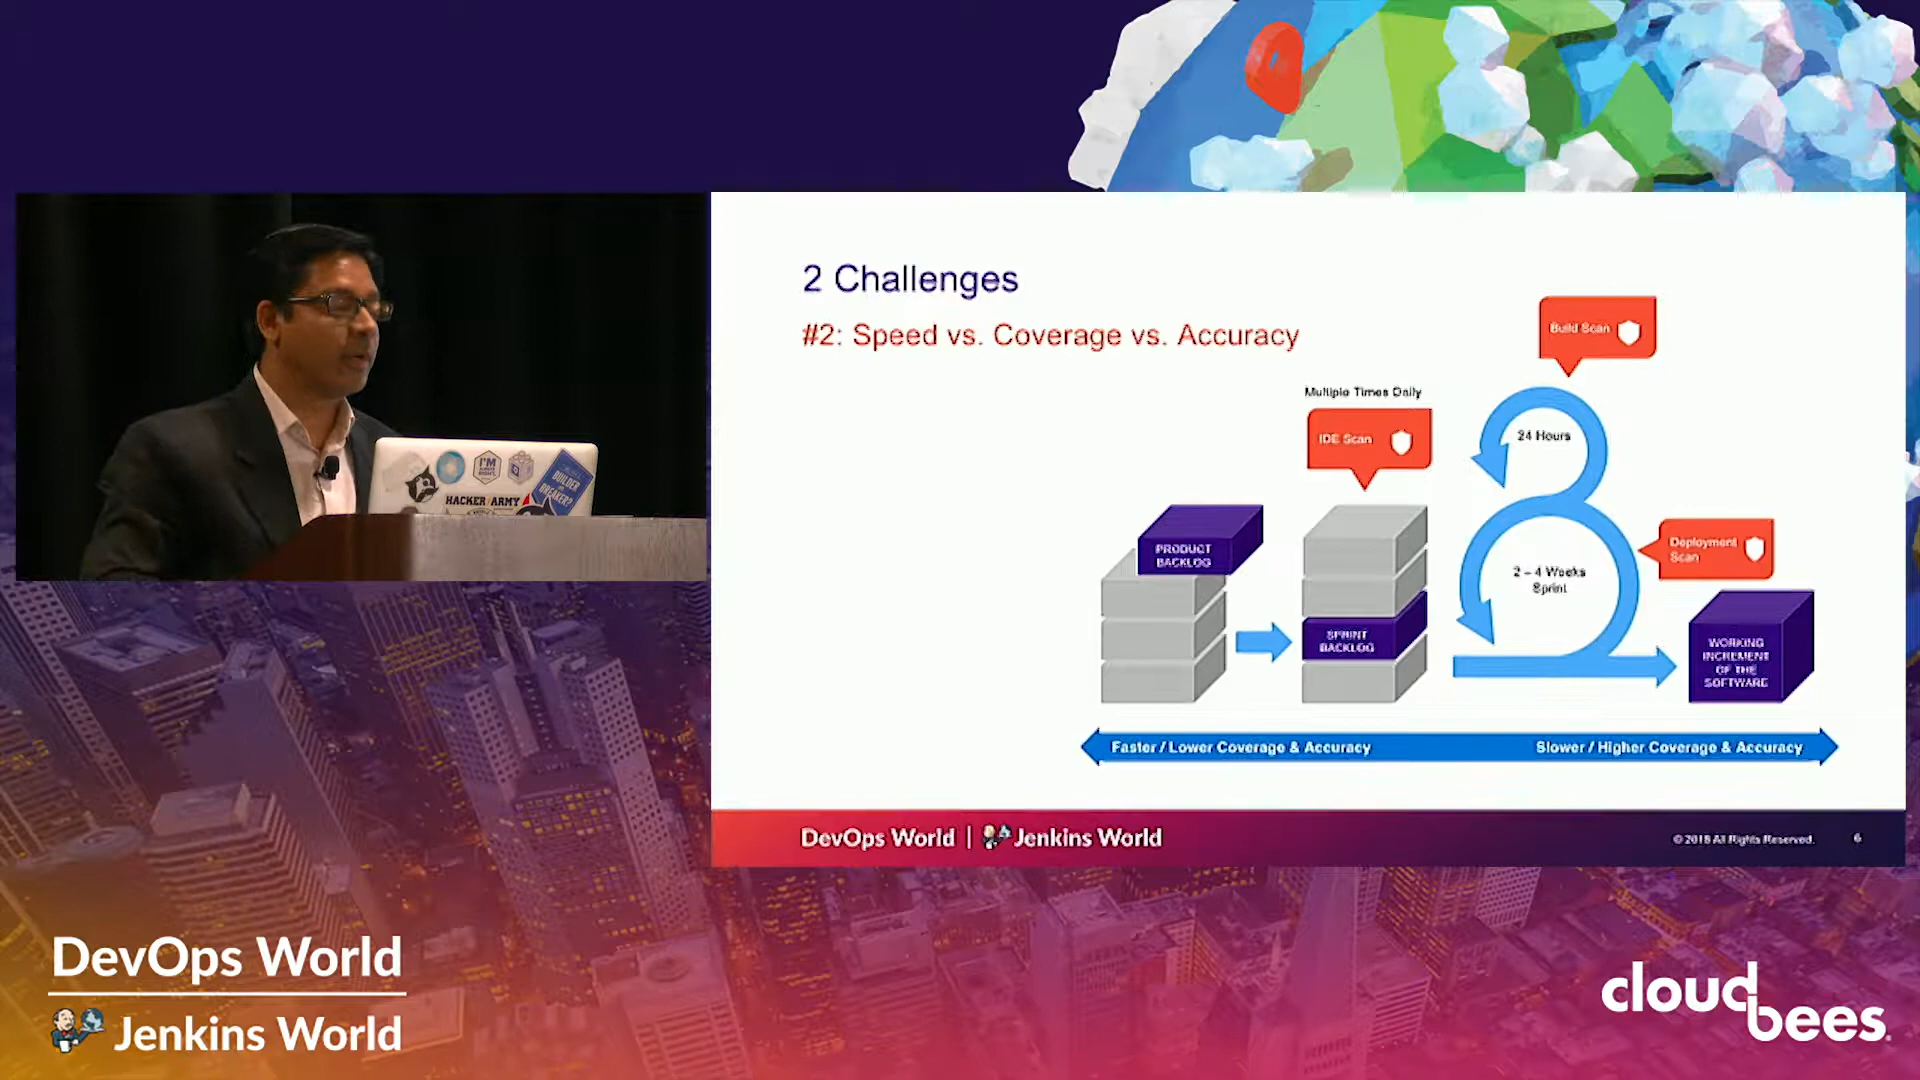 2 Challenges
#2: Speed vs. Coverage vs. Accuracy
Build Scan
Multiple Times Daily
IDE Scan
24 Hours
PRODUCT
BACKLOG
Deployment
Scan
2 – 4 Weeks
Sprint
SPRINT
BACKLOG
WORKING
INCREMENT
OF THE
SOFTWARE
Faster / Lower Coverage & Accuracy
Slower / Higher Coverage & Accuracy
DevOps World | Jenkins World
© 2018 All Rights Reserved.
6
I'M
HACKER ARMY
BUILDER
BREAKER?
DevOps World
Jenkins World
cloudbees